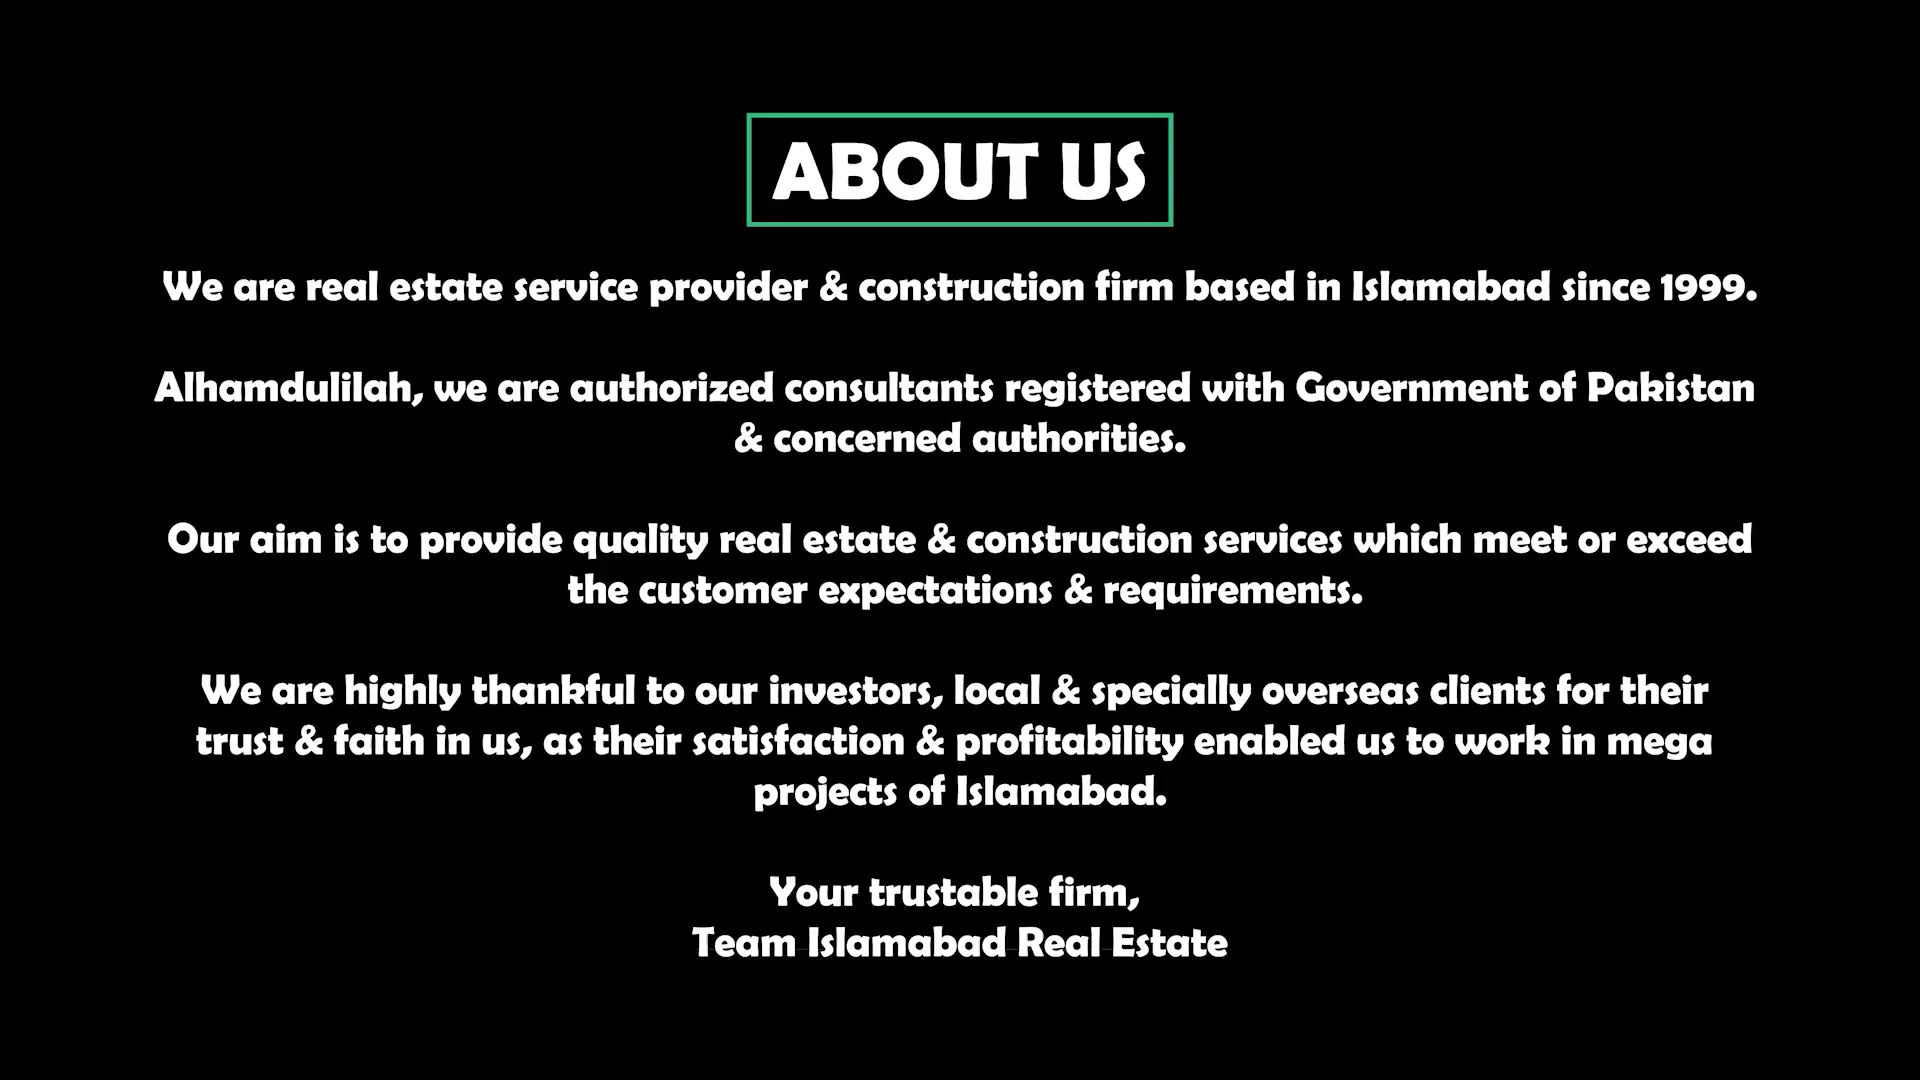 ABOUT US
We are real estate service provider & construction firm based in Islamabad since 1999.
Alhamdulilah, we are authorized consultants registered with Government of Pakistan
& concerned authorities.
Our aim is to provide quality real estate & construction services which meet or exceed
the customer expectations & requirements.
We are highly thankful to our investors, local & specially overseas clients for their
trust & faith in us, as their satisfaction & profitability enabled us to work in mega
projects of Islamabad.
Your trustable firm,
Team Islamabad Real Estate